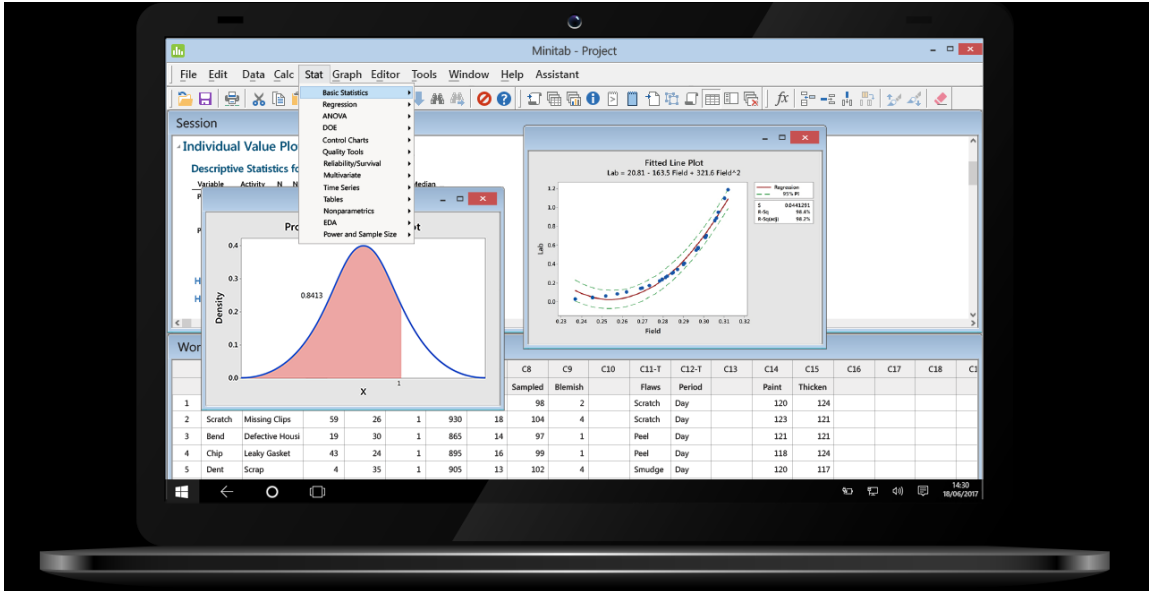 Minitab - Project
File Edit Data Calc Stat Graph Editor Tools Window Help Assistant
Session
Individual Value Plo
Descriptive Statistics fo
Variable Activity N N
Median
Basic Statistics
Regression
ANOVA
DOE
Control Charts
Quality Tools
Reliability/Survival
Multivariate
Time Series
Tables
Nonparametrics
EDA
Power and Sample Size
Fitted Line Plot
Lab = 20.81 - 163.5 Field + 321.6 Field^2
1.2
1.0
0.8
0.6
0.4
0.2
0.0
Lab
0.23 0.24 0.25 0.26 0.27 0.28 0.29 0.30 0.31 0.32
Field
Regression
95% PI
S 0.0441291
R-Sq 98.4%
R-Sq(adj) 98.2%
Pro
ot
0.4
0.3
0.2
0.1
0.0
Density
0.8413
1
X
Wor
C8 C9 C10 C11-T C12-T C13 C14 C15 C16 C17 C18 C1
Sampled Blemish Flaws Period Paint Thicken
1 98 2 Scratch Day 120 124
2 Scratch Missing Clips 59 26 1 930 18 104 4 Scratch Day 123 121
3 Bend Defective Housi 19 30 1 865 14 97 1 Peel Day 121 121
4 Chip Leaky Gasket 43 24 1 895 16 99 1 Peel Day 118 124
5 Dent Scrap 4 35 1 905 13 102 4 Smudge Day 120 117
14:30
18/06/2017